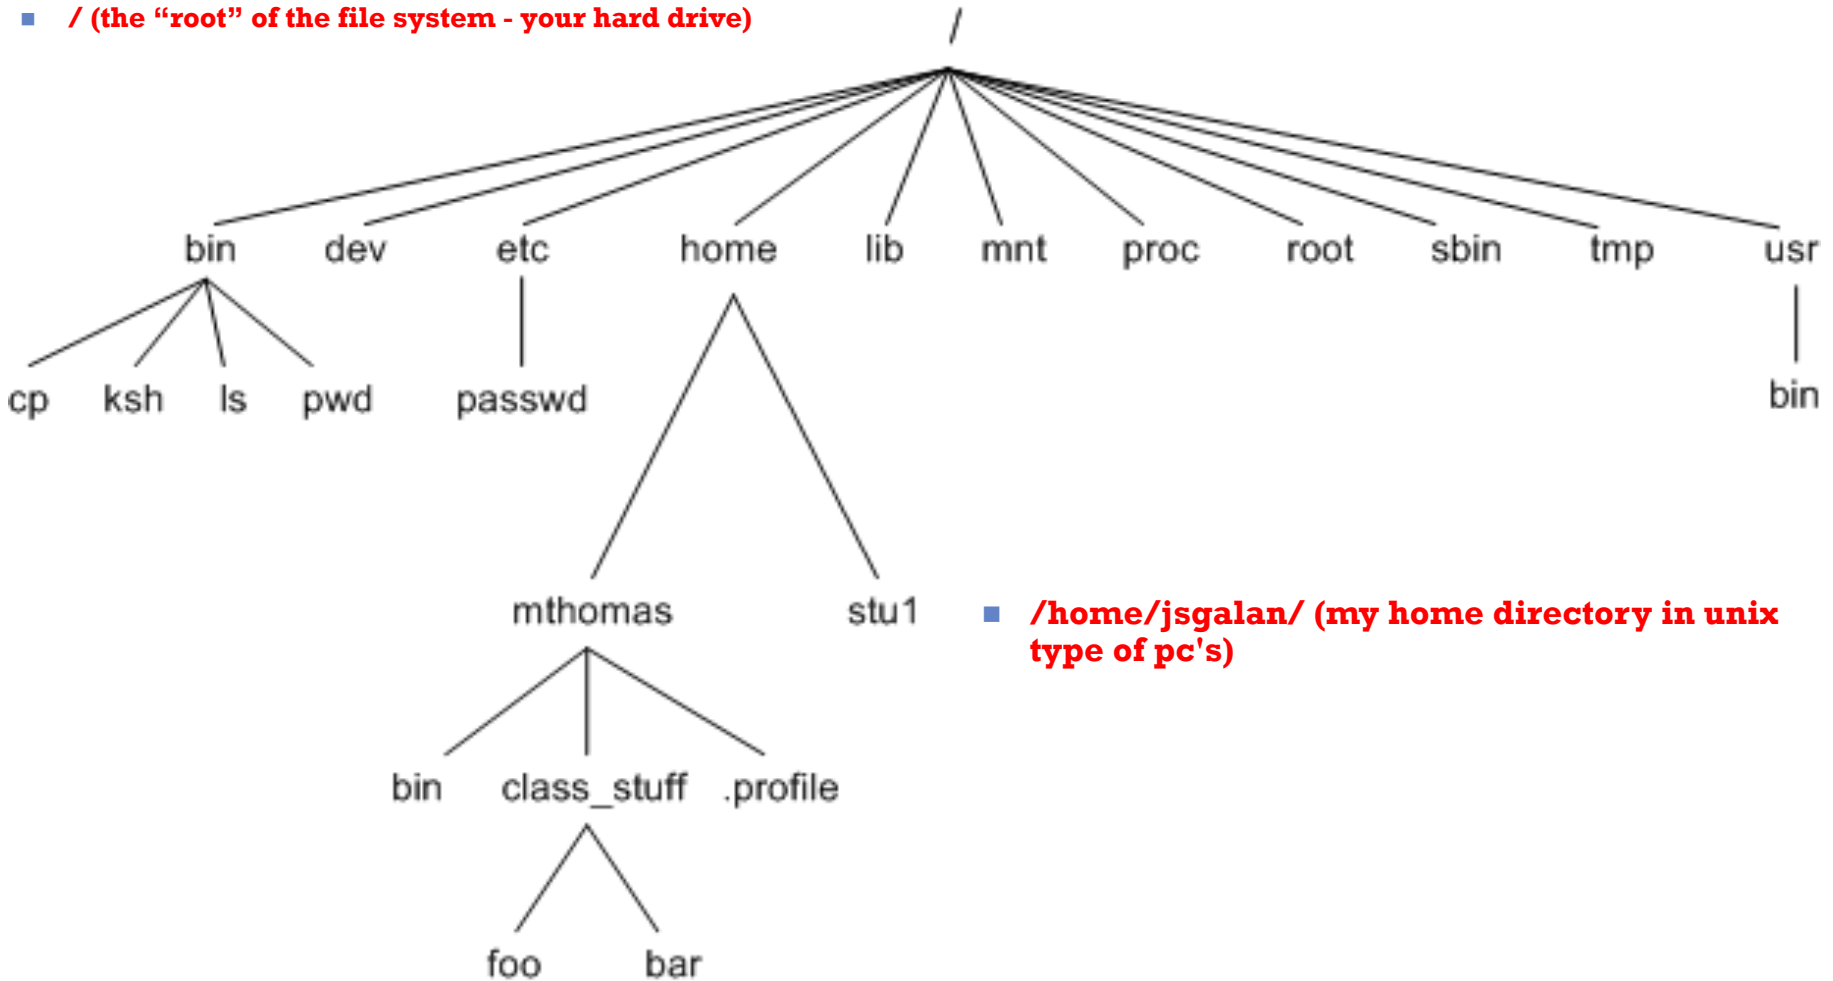 / (the “root” of the file system - your hard drive)
/
bin dev etc home lib mnt proc root sbin tmp usr
cp ksh ls pwd passwd bin
mthomas stu1
/home/jsgalan/ (my home directory in unix
type of pc's)
bin class_stuff .profile
foo bar